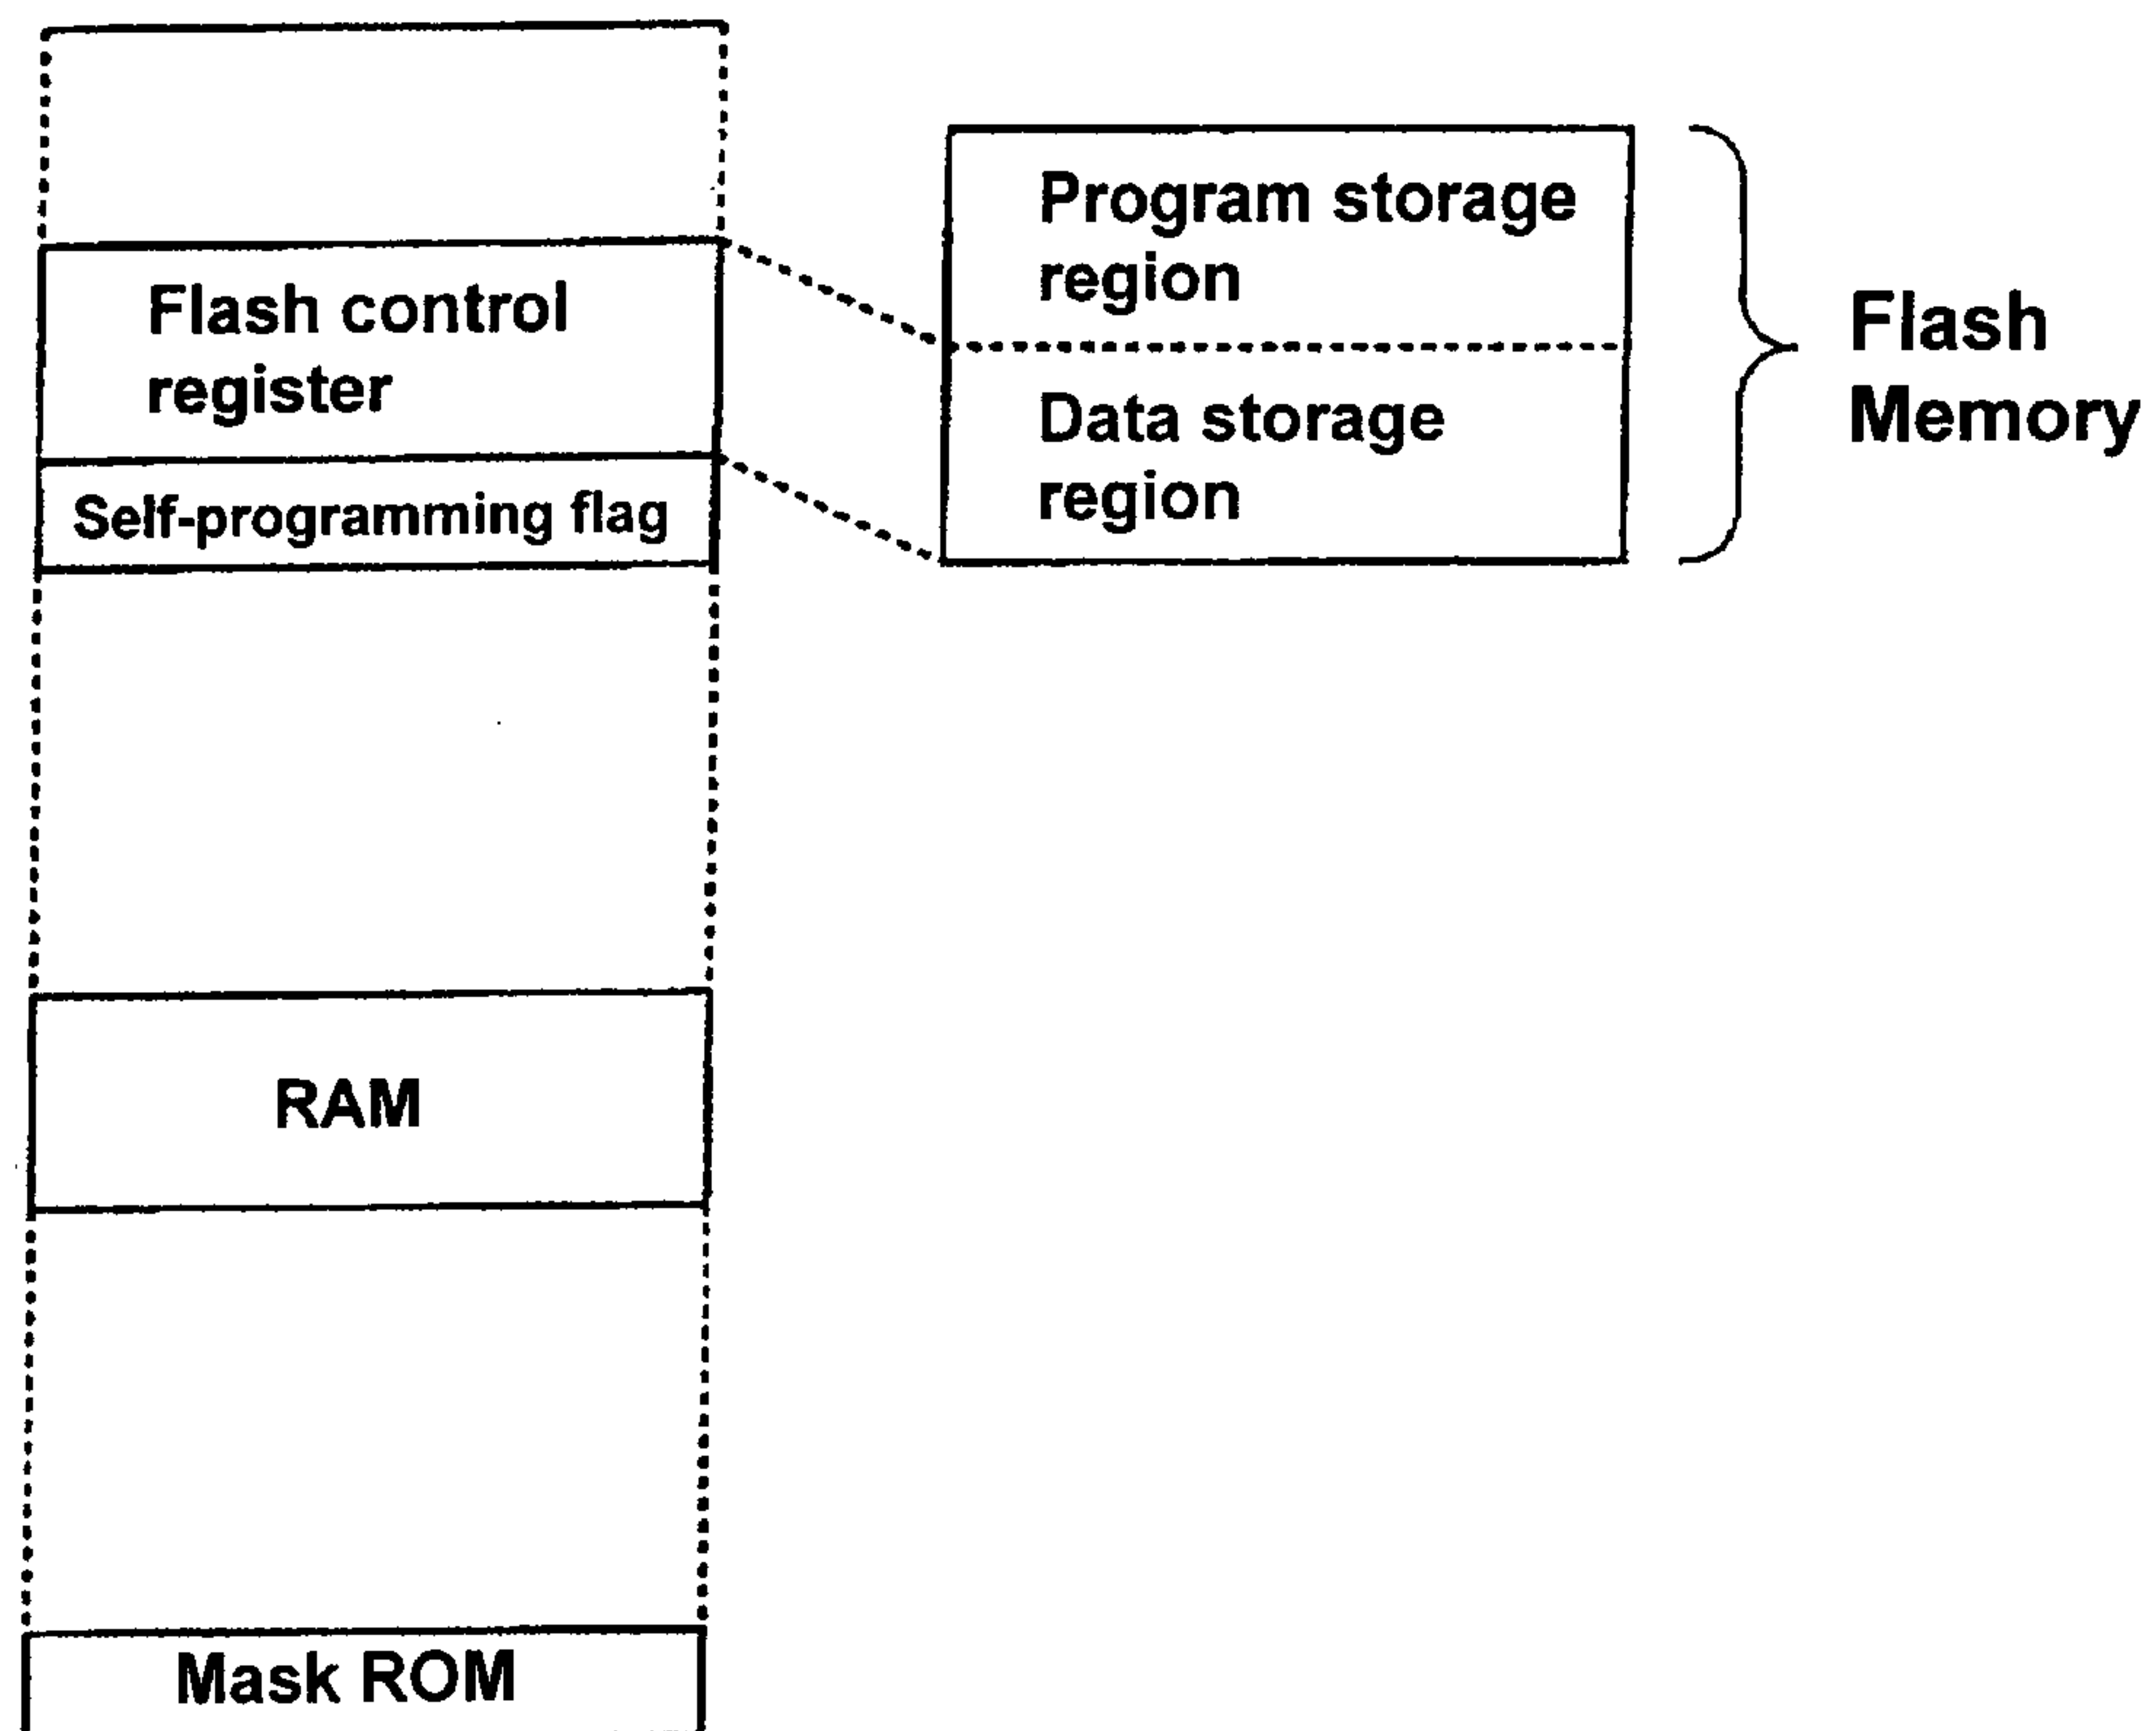 Flash control
register
Self-programming flag
RAM
Mask ROM
Program storage
region
Data storage
region
Flash
Memory